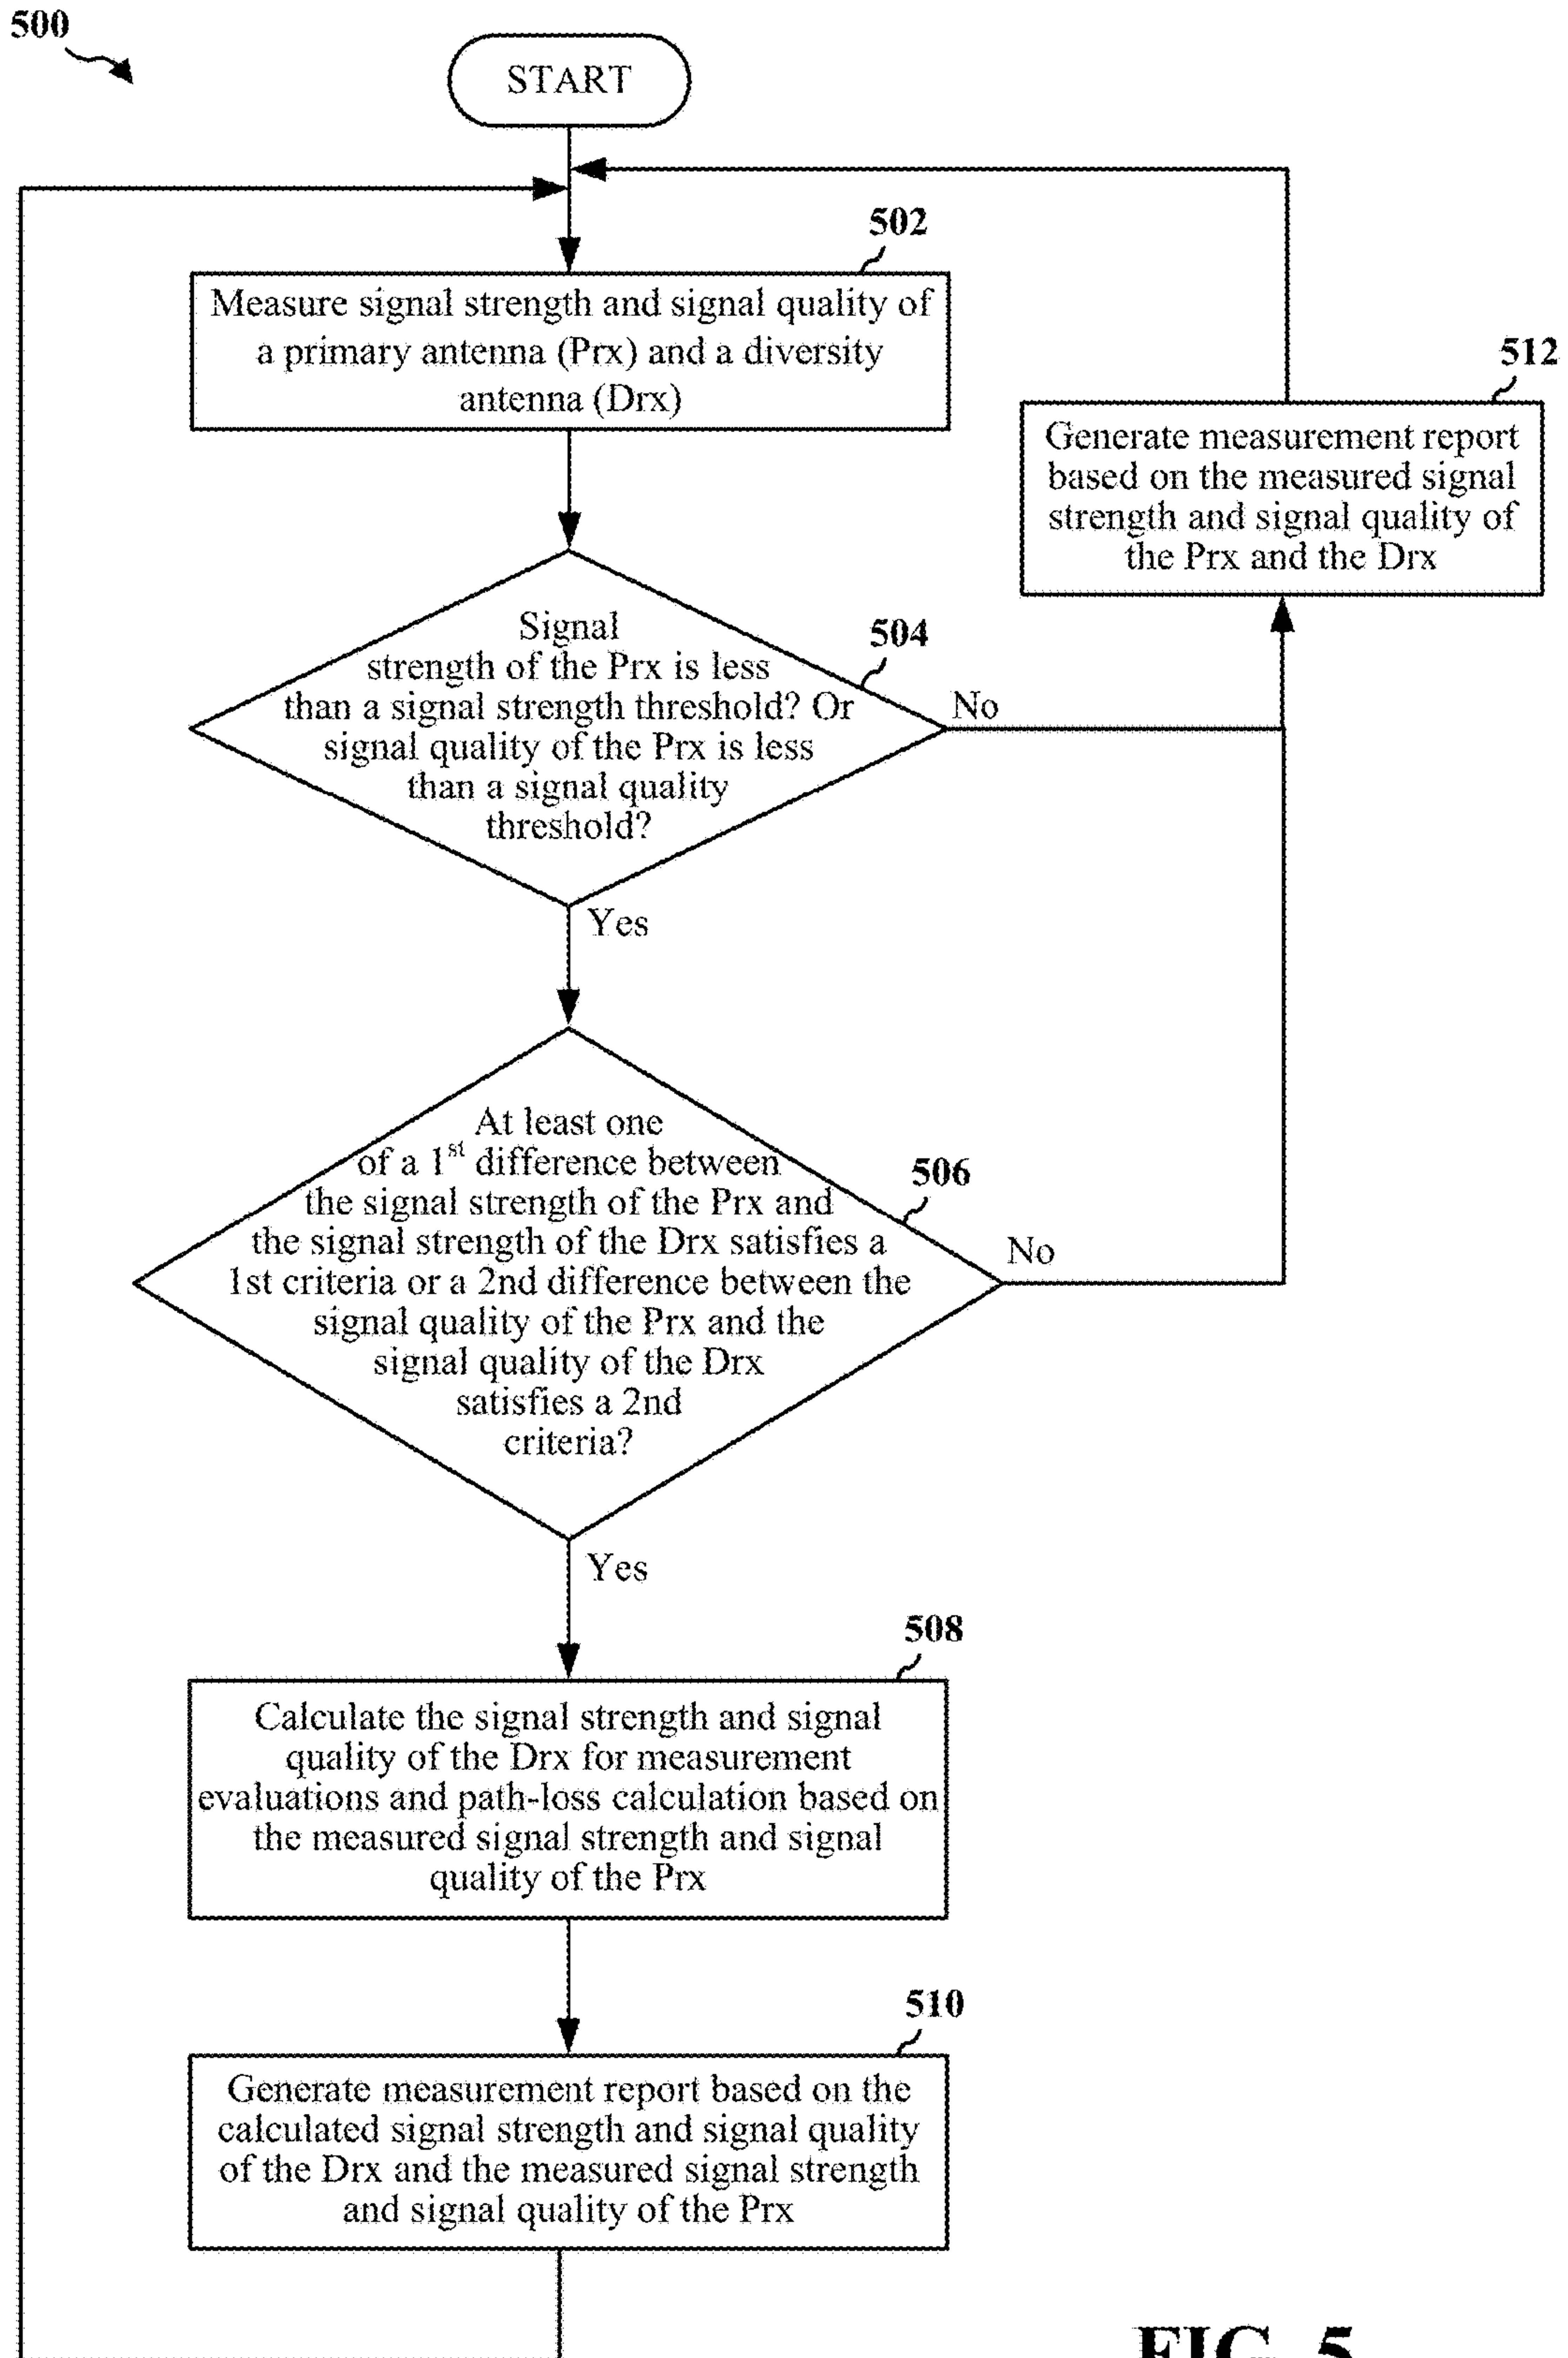 500
START
502
Measure signal strength and signal quality of
a primary antenna (Prx) and a diversity
antenna (Drx)
512
Generate measurement report
based on the measured signal
strength and signal quality of
the Prx and the Drx
504
Signal
strength of the Prx is less
than a signal strength threshold? Or
signal quality of the Prx is less
than a signal quality
threshold?
No
Yes
506
At least one
of a 1st difference between
the signal strength of the Prx and
the signal strength of the Drx satisfies a
1st criteria or a 2nd difference between the
signal quality of the Prx and the
signal quality of the Drx
satisfies a 2nd
criteria?
No
Yes
508
Calculate the signal strength and signal
quality of the Drx for measurement
evaluations and path-loss calculation based on
the measured signal strength and signal
quality of the Prx
510
Generate measurement report based on the
calculated signal strength and signal quality
of the Drx and the measured signal strength
and signal quality of the Prx
FIG. 5